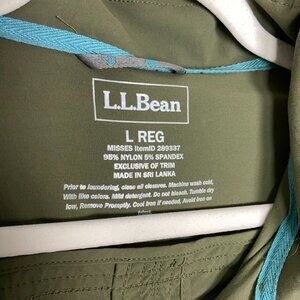 L.L.Bean
L REG
MISSES ItemID 289337
95% NYLON 5% SPANDEX
EXCLUSIVE OF TRIM
MADE IN SRI LANKA
Prior to laundering, close all closures. Machine wash cold,
With like colors. Mild detergent. Do not bleach. Tumble dry
low, Remove Promptly. Cool iron if needed. Avoid iron on